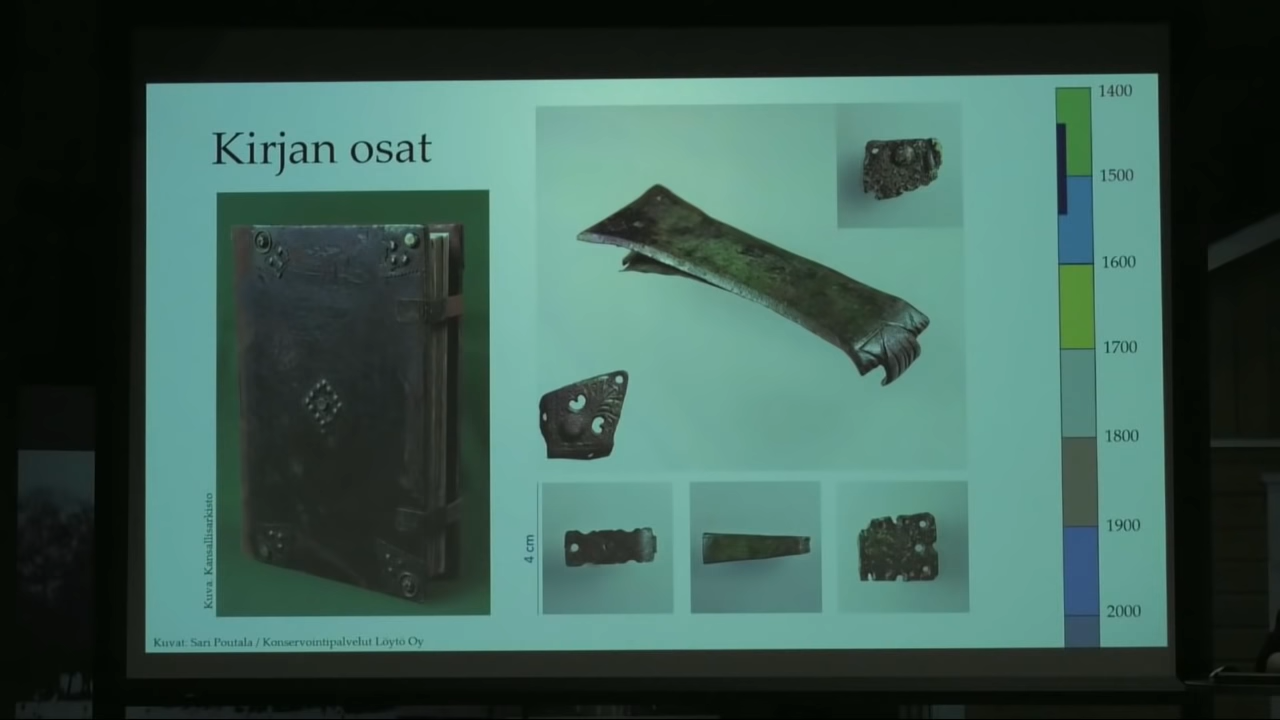 Kirjan osat
Kuva. Kansallisarkisto
4 cm
Kuvat: Sari Poutala / Konservointipalvelut Löytö Oy
1400
1500
1600
1700
1800
1900
2000